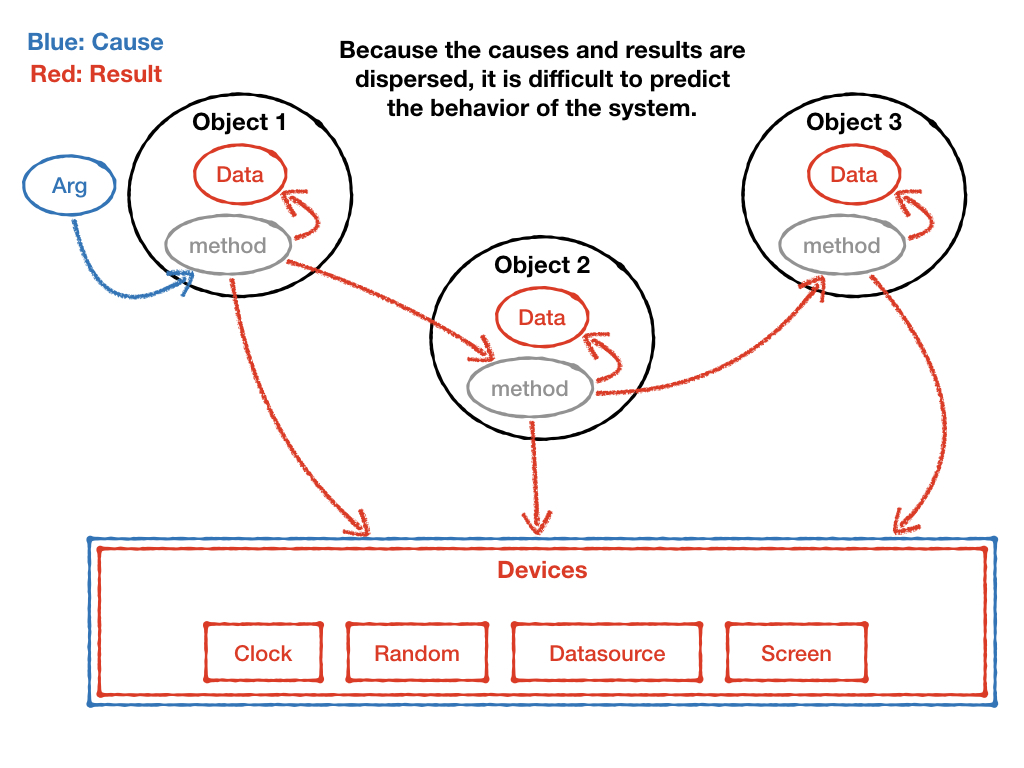 Blue: Cause
Red: Result
Because the causes and results are
dispersed, it is difficult to predict
the behavior of the system.
Object 1
Data
method
Arg
Object 2
Data
method
Object 3
Data
method
Devices
Clock
Random
Datasource
Screen